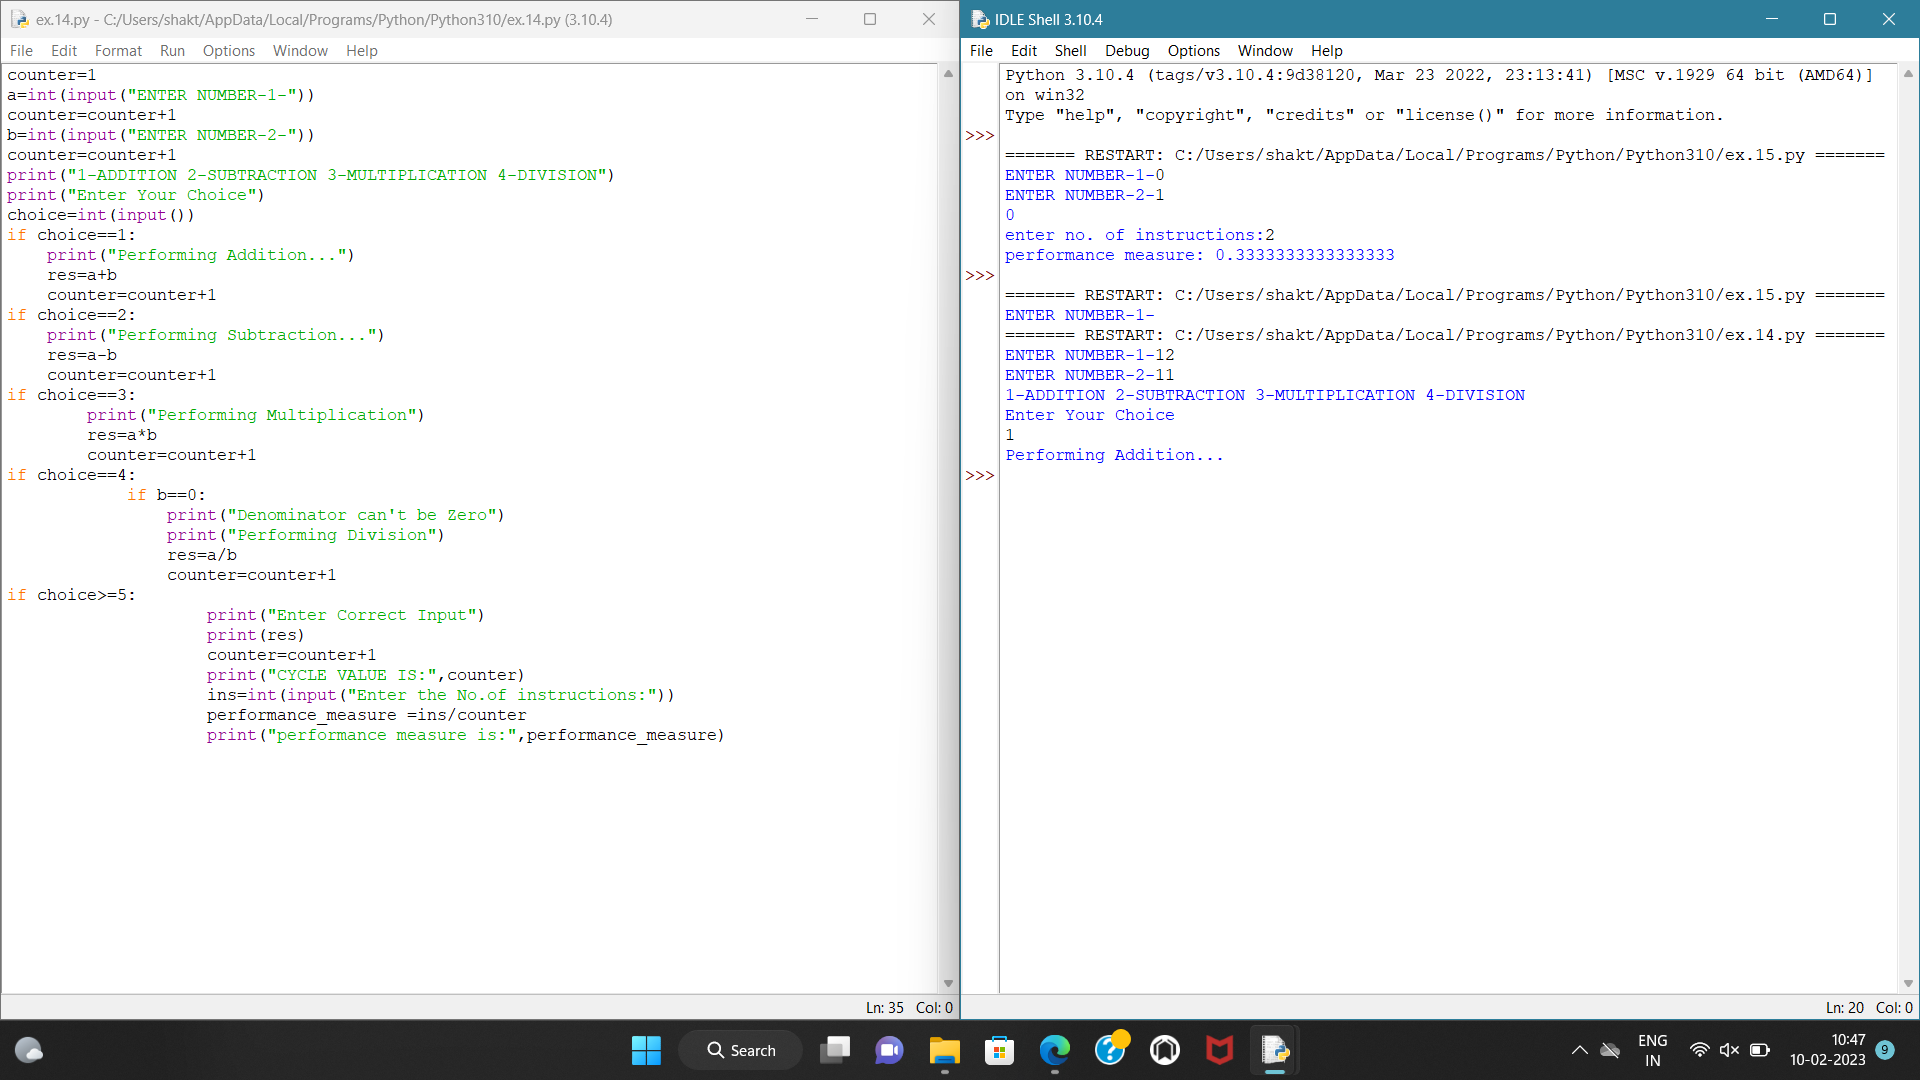 ex.14.py - C:/Users/shakt/AppData/Local/Programs/Python/Python310/ex.14.py (3.10.4)
File Edit Format Run Options Window Help
counter=1
a=int(input("ENTER NUMBER-1-"))
counter=counter+1
b=int(input("ENTER NUMBER-2-"))
counter=counter+1
print("1-ADDITION 2-SUBTRACTION 3-MULTIPLICATION 4-DIVISION")
print("Enter Your Choice")
choice=int(input())
if choice==1:
    print("Performing Addition...")
    res=a+b
    counter=counter+1
if choice==2:
    print("Performing Subtraction...")
    res=a-b
    counter=counter+1
if choice==3:
        print("Performing Multiplication")
        res=a*b
        counter=counter+1
if choice==4:
            if b==0:
                print("Denominator can't be Zero")
                print("Performing Division")
                res=a/b
                counter=counter+1
if choice>=5:
                    print("Enter Correct Input")
                    print(res)
                    counter=counter+1
                    print("CYCLE VALUE IS:",counter)
                    ins=int(input("Enter the No.of instructions:"))
                    performance_measure =ins/counter
                    print("performance measure is:",performance_measure)
Ln: 35 Col: 0
IDLE Shell 3.10.4
File Edit Shell Debug Options Window Help
Python 3.10.4 (tags/v3.10.4:9d38120, Mar 23 2022, 23:13:41) [MSC v.1929 64 bit (AMD64)]
on win32
Type "help", "copyright", "credits" or "license()" for more information.
>>>
======= RESTART: C:/Users/shakt/AppData/Local/Programs/Python/Python310/ex.15.py =======
ENTER NUMBER-1-0
ENTER NUMBER-2-1
0
enter no. of instructions:2
performance measure: 0.3333333333333333
>>>
======= RESTART: C:/Users/shakt/AppData/Local/Programs/Python/Python310/ex.15.py =======
ENTER NUMBER-1-
======= RESTART: C:/Users/shakt/AppData/Local/Programs/Python/Python310/ex.14.py =======
ENTER NUMBER-1-12
ENTER NUMBER-2-11
1-ADDITION 2-SUBTRACTION 3-MULTIPLICATION 4-DIVISION
Enter Your Choice
1
Performing Addition...
>>>
Ln: 20 Col: 0
Search
ENG
IN
10:47
10-02-2023
9